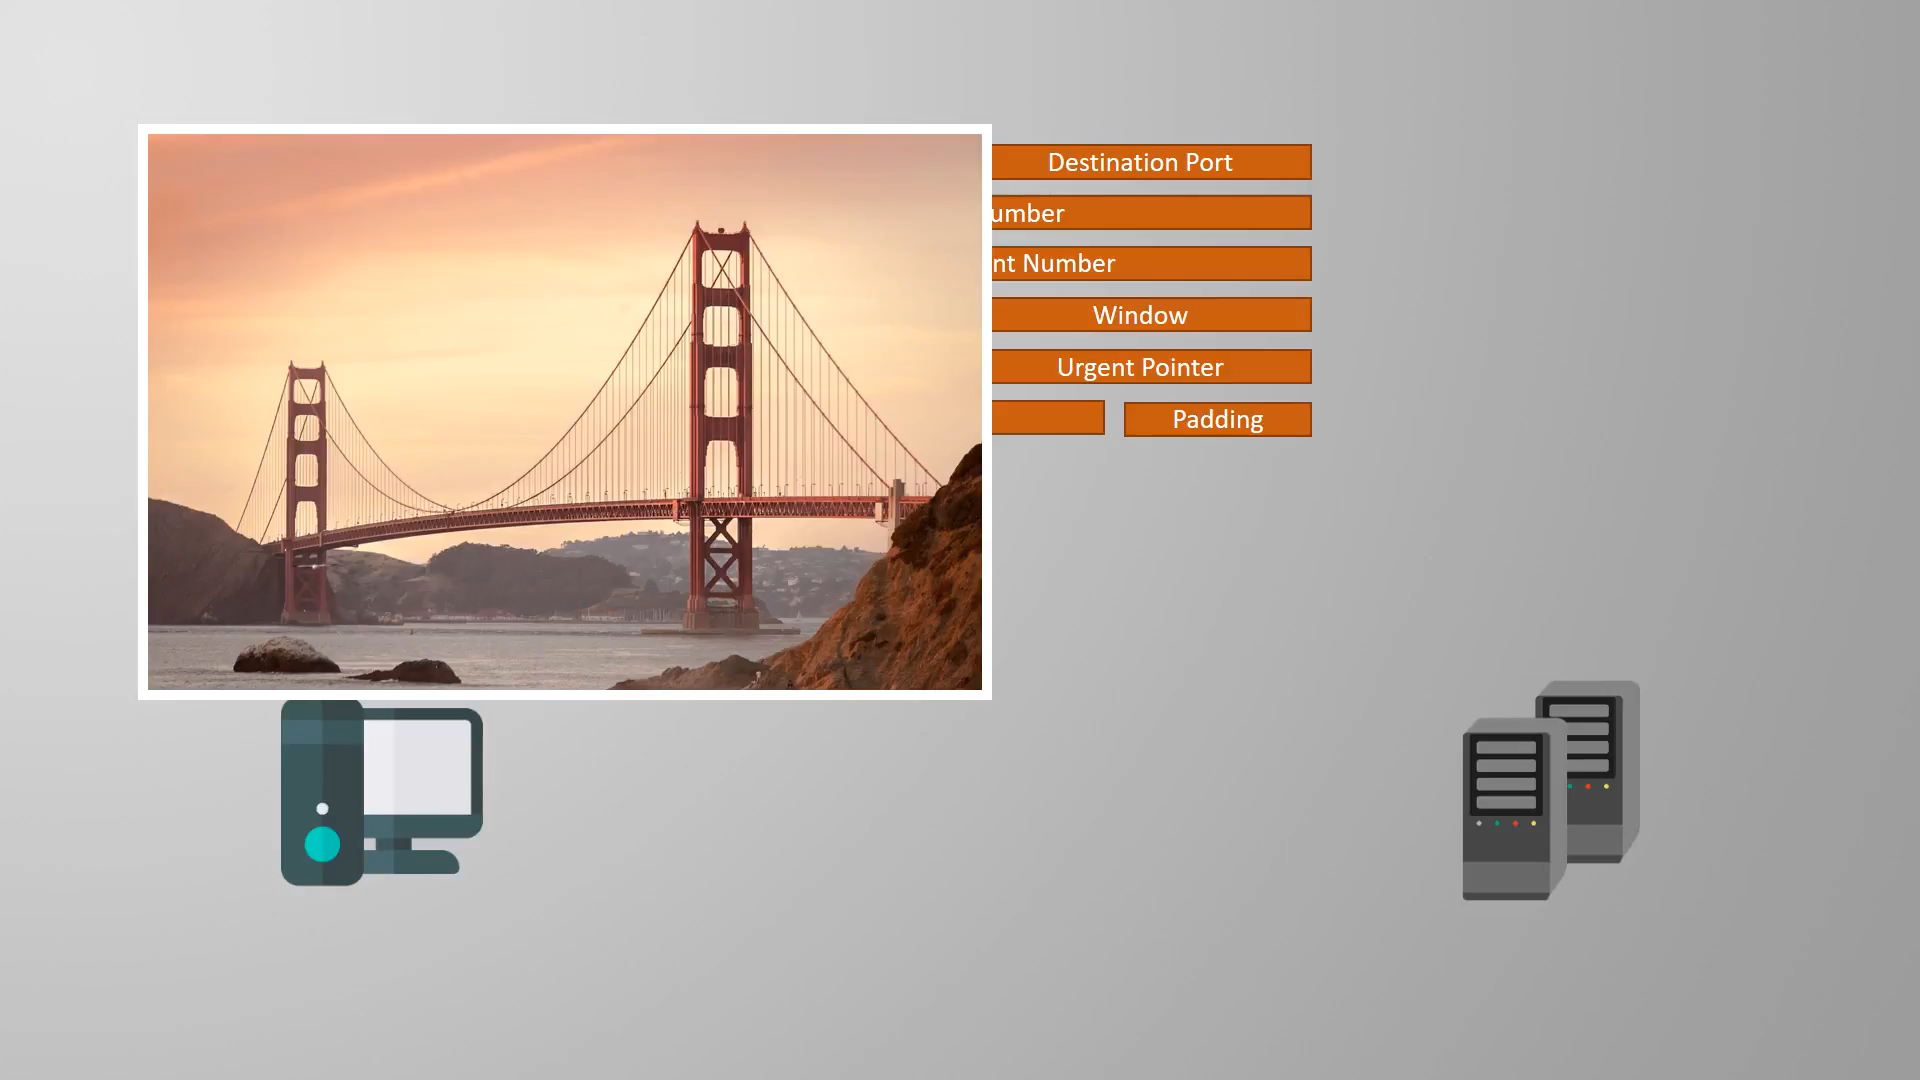 Destination Port
umber
nt Number
Window
Urgent Pointer
Padding